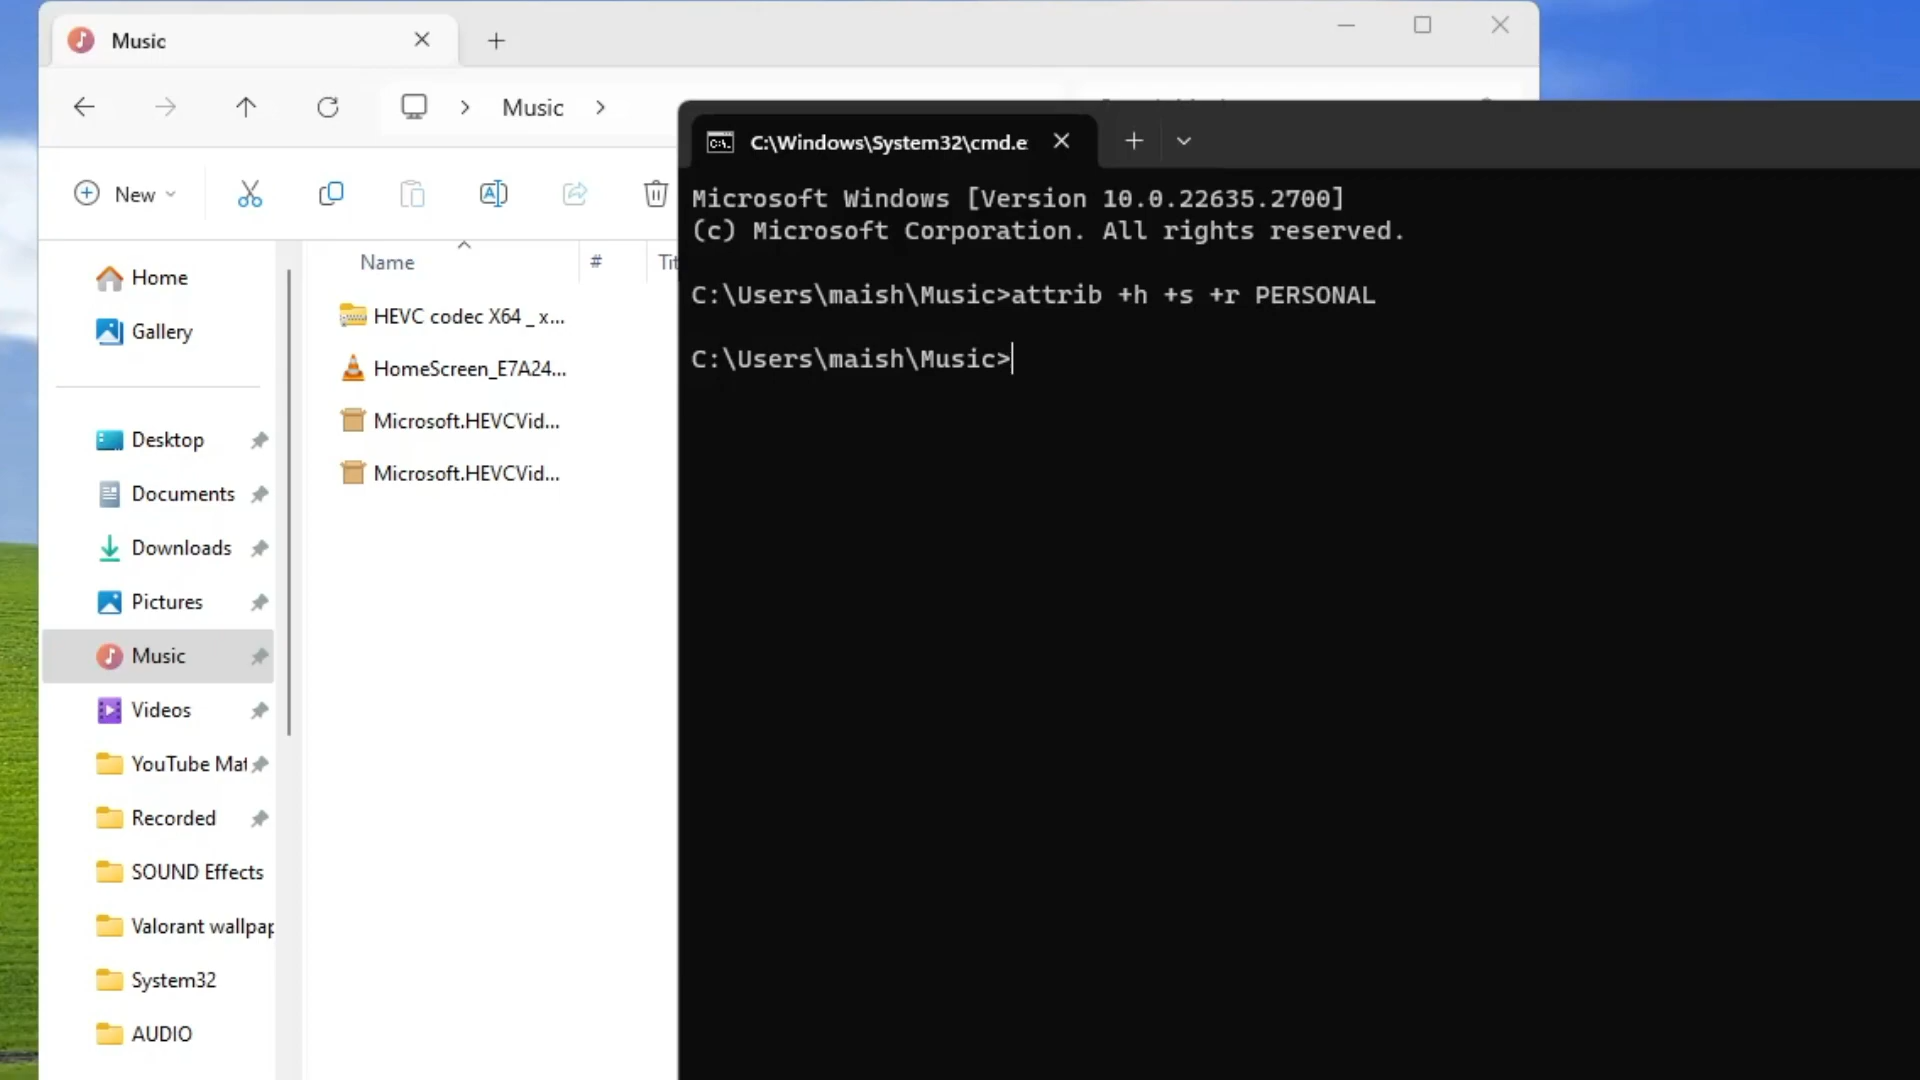 Music
Music
New
Name
#
Home
Gallery
Desktop
Documents
Downloads
Pictures
Music
Videos
YouTube Mat
Recorded
SOUND Effects
Valorant wallpap
System32
AUDIO
HEVC codec X64 _ x...
HomeScreen_E7A24...
Microsoft.HEVCVid...
Microsoft.HEVCVid...
C:\Windows\System32\cmd.e
Microsoft Windows [Version 10.0.22635.2700]
(c) Microsoft Corporation. All rights reserved.
C:\Users\maish\Music>attrib +h +s +r PERSONAL
C:\Users\maish\Music>